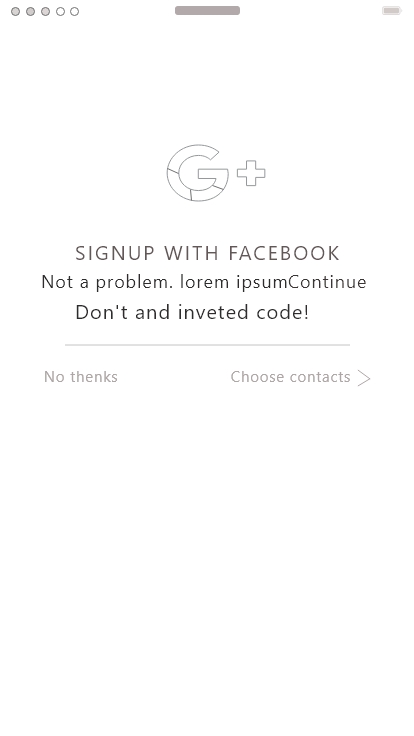 G+
SIGNUP WITH FACEBOOK
Not a problem. lorem ipsumContinue
Don't and inveted code!
No thenks
Choose contacts